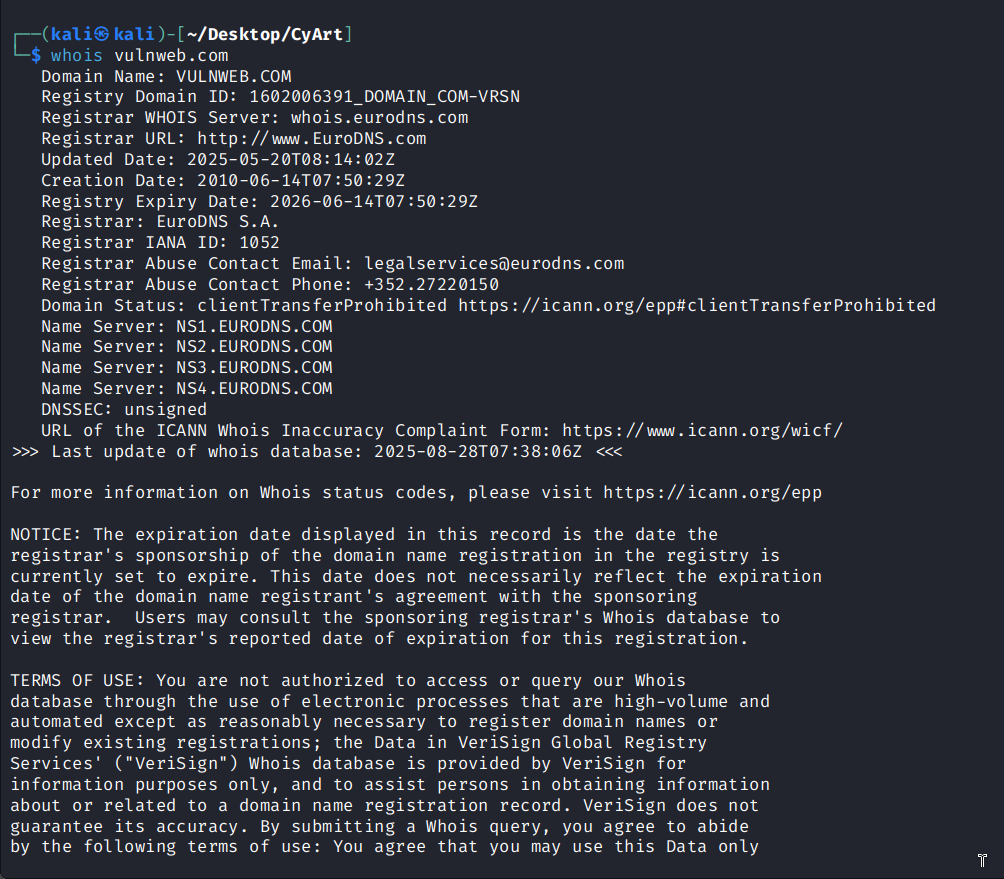 ┌──(kali㉿kali)-[~/Desktop/CyArt]
└─$ whois vulnweb.com
   Domain Name: VULNWEB.COM
   Registry Domain ID: 1602006391_DOMAIN_COM-VRSN
   Registrar WHOIS Server: whois.eurodns.com
   Registrar URL: http://www.EuroDNS.com
   Updated Date: 2025-05-20T08:14:02Z
   Creation Date: 2010-06-14T07:50:29Z
   Registry Expiry Date: 2026-06-14T07:50:29Z
   Registrar: EuroDNS S.A.
   Registrar IANA ID: 1052
   Registrar Abuse Contact Email: legalservices@eurodns.com
   Registrar Abuse Contact Phone: +352.27220150
   Domain Status: clientTransferProhibited https://icann.org/epp#clientTransferProhibited
   Name Server: NS1.EURODNS.COM
   Name Server: NS2.EURODNS.COM
   Name Server: NS3.EURODNS.COM
   Name Server: NS4.EURODNS.COM
   DNSSEC: unsigned
   URL of the ICANN Whois Inaccuracy Complaint Form: https://www.icann.org/wicf/
>>> Last update of whois database: 2025-08-28T07:38:06Z <<<

For more information on Whois status codes, please visit https://icann.org/epp

NOTICE: The expiration date displayed in this record is the date the
registrar's sponsorship of the domain name registration in the registry is
currently set to expire. This date does not necessarily reflect the expiration
date of the domain name registrant's agreement with the sponsoring
registrar.  Users may consult the sponsoring registrar's Whois database to
view the registrar's reported date of expiration for this registration.

TERMS OF USE: You are not authorized to access or query our Whois
database through the use of electronic processes that are high-volume and
automated except as reasonably necessary to register domain names or
modify existing registrations; the Data in VeriSign Global Registry
Services' ("VeriSign") Whois database is provided by VeriSign for
information purposes only, and to assist persons in obtaining information
about or related to a domain name registration record. VeriSign does not
guarantee its accuracy. By submitting a Whois query, you agree to abide
by the following terms of use: You agree that you may use this Data only